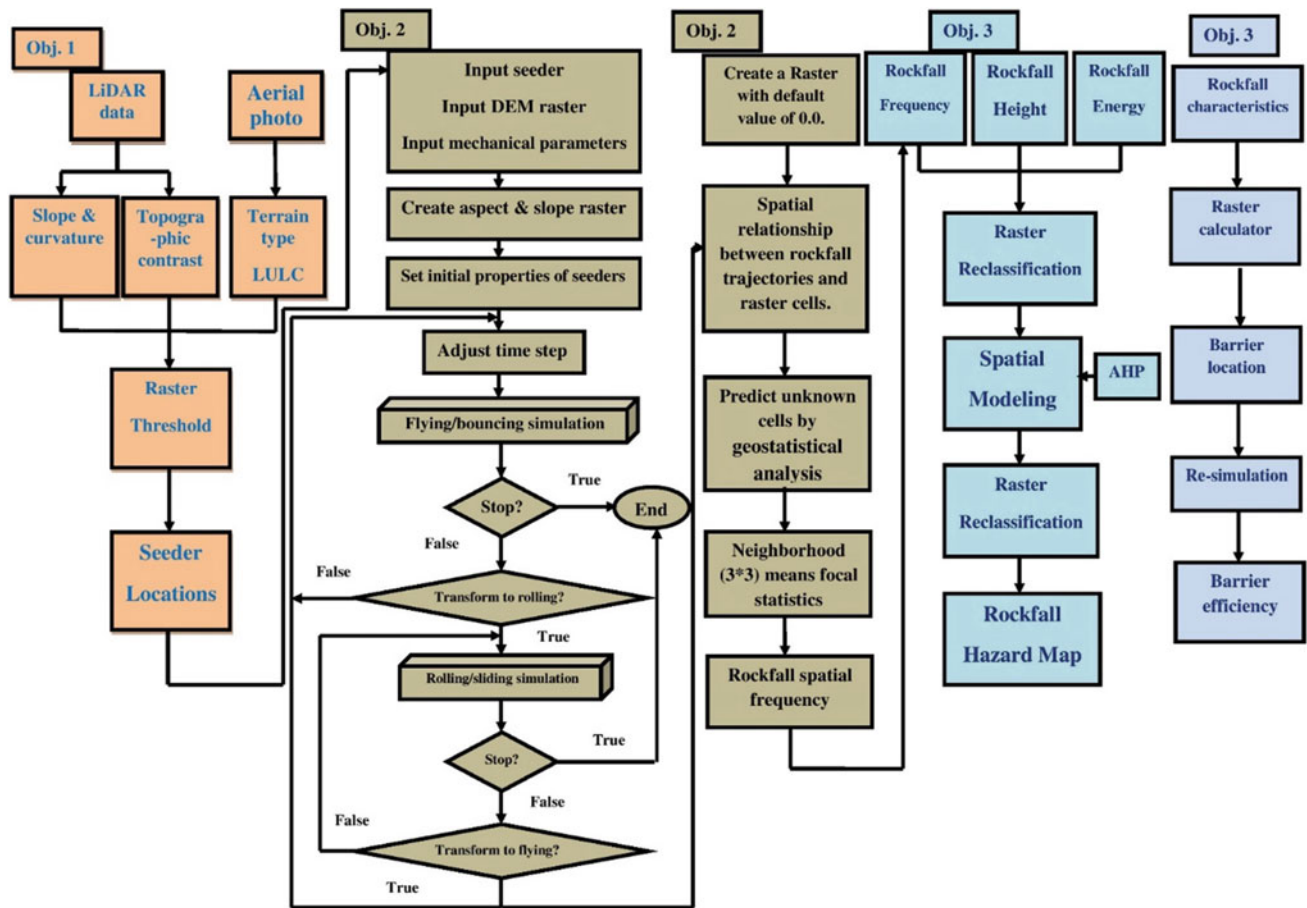 Obj. 1
LiDAR
data
Aerial
photo
Slope &
curvature
Topogra
-phic
contrast
Terrain
type
LULC
Raster
Threshold
Seeder
Locations
Obj. 2
Input seeder
Input DEM raster
Input mechanical parameters
Create aspect & slope raster
Set initial properties of seeders
Adjust time step
Flying/bouncing simulation
Stop?
True
End
False
False
Transform to rolling?
True
Rolling/sliding simulation
Stop?
True
False
False
Transform to flying?
True
Obj. 2
Create a Raster
with default
value of 0.0.
Spatial
relationship
between rockfall
trajectories and
raster cells.
Predict unknown
cells by
geostatistical
analysis
Neighborhood
(3*3) means focal
statistics
Rockfall spatial
frequency
Obj. 3
Rockfall
Frequency
Rockfall
Height
Rockfall
Energy
Raster
Reclassification
Spatial
Modeling
AHP
Raster
Reclassification
Rockfall
Hazard Map
Obj. 3
Rockfall
characteristics
Raster
calculator
Barrier
location
Re-simulation
Barrier
efficiency